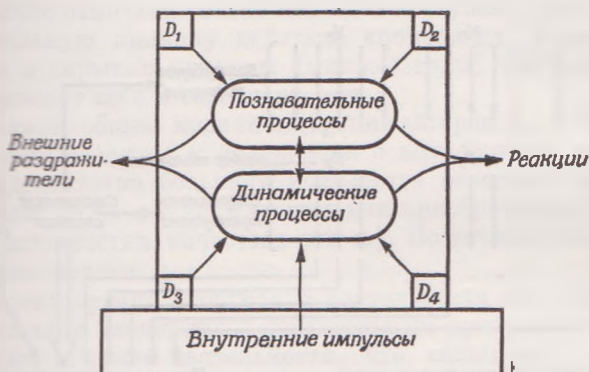 D1
D2
Познавательные
процессы
Внешние
раздражи-
тели
Реакции
Динамические
процессы
D3
D4
Внутренние импульсы